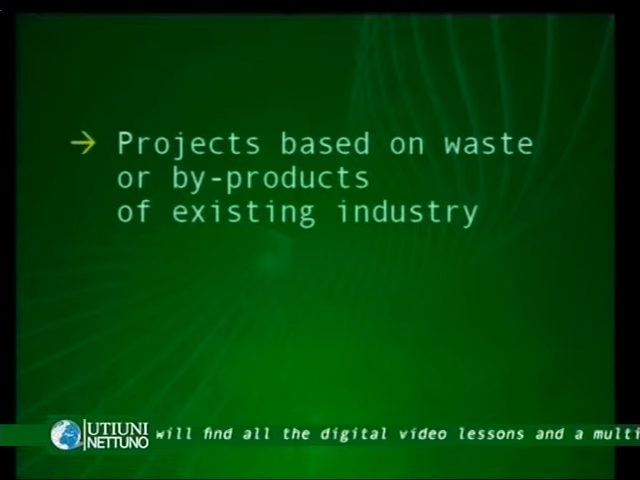 → Projects based on waste
or by-products
of existing industry
UTIUNI
NETTUNO
will find all the digital video lessons and a multi